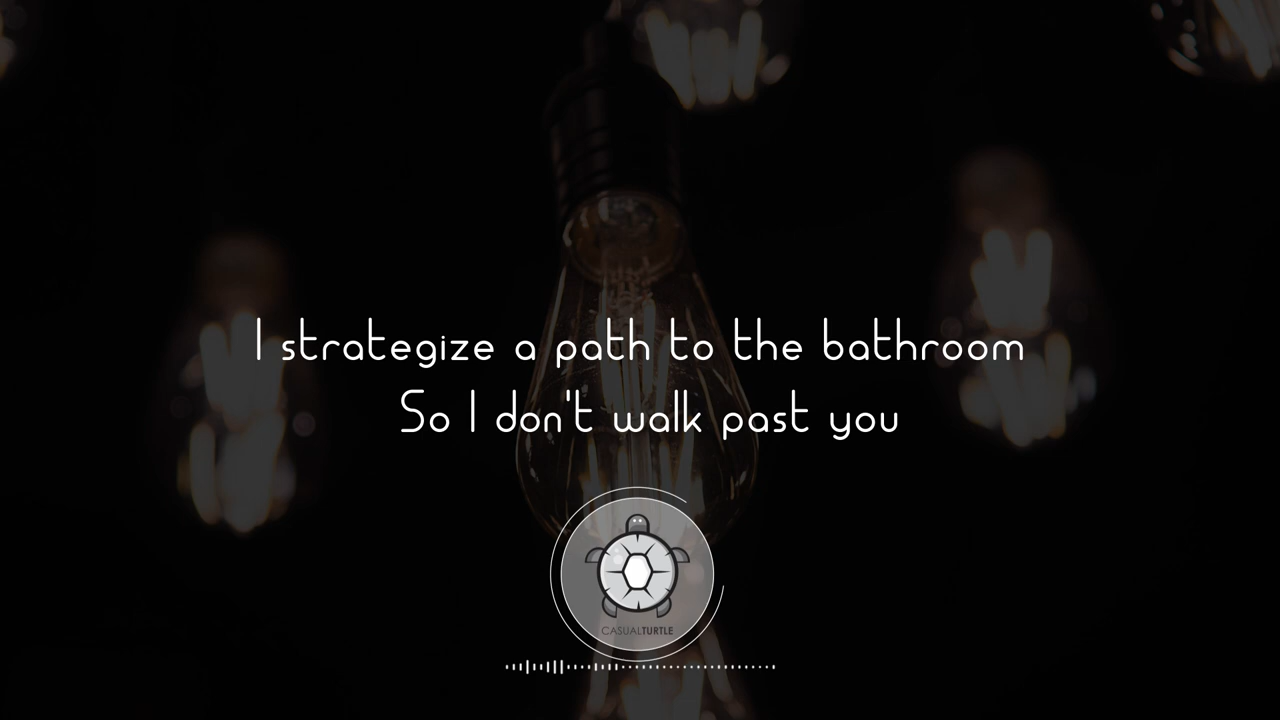 I strategize a path to the bathroom
So I don't walk past you
CASUALTURTLE